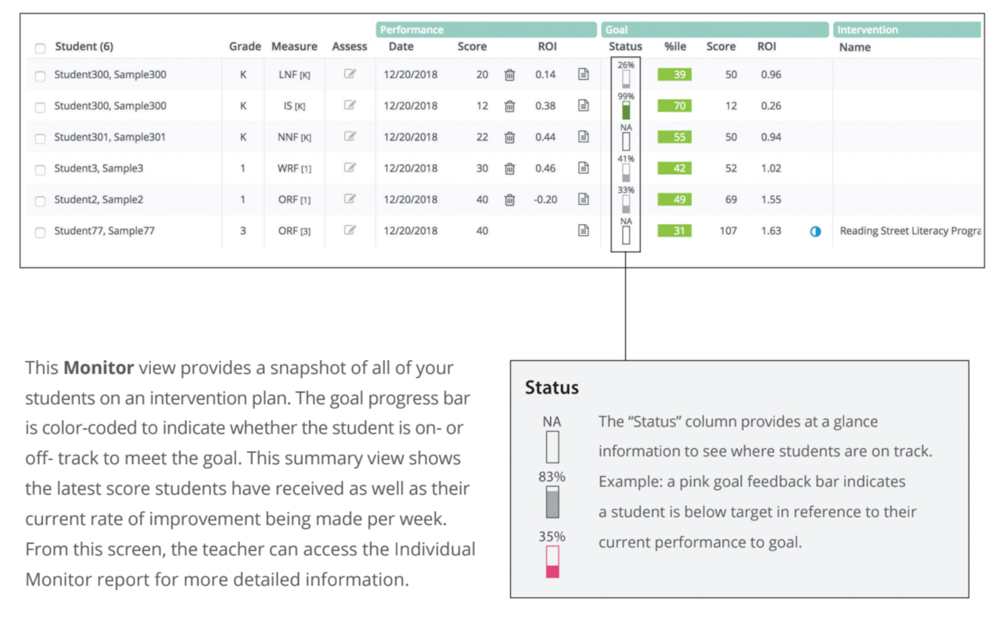 Performance Goal Intervention
Student (6) Grade Measure Assess Date Score ROI Status %ile Score ROI Name
Student300, Sample300 K LNF [K] 12/20/2018 20 0.14 26% 39 50 0.96
Student300, Sample300 K IS [K] 12/20/2018 12 0.38 99% 70 12 0.26
Student301, Sample301 K NNF [K] 12/20/2018 22 0.44 NA 55 50 0.94
Student3, Sample3 1 WRF [1] 12/20/2018 30 0.46 41% 42 52 1.02
Student2, Sample2 1 ORF [1] 12/20/2018 40 -0.20 33% 49 69 1.55
Student77, Sample77 3 ORF [3] 12/20/2018 40 NA 31 107 1.63 Reading Street Literacy Progra
This Monitor view provides a snapshot of all of your
students on an intervention plan. The goal progress bar
is color-coded to indicate whether the student is on- or
off- track to meet the goal. This summary view shows
the latest score students have received as well as their
current rate of improvement being made per week.
From this screen, the teacher can access the Individual
Monitor report for more detailed information.
Status
NA
83%
35%
The “Status” column provides at a glance
information to see where students are on track.
Example: a pink goal feedback bar indicates
a student is below target in reference to their
current performance to goal.